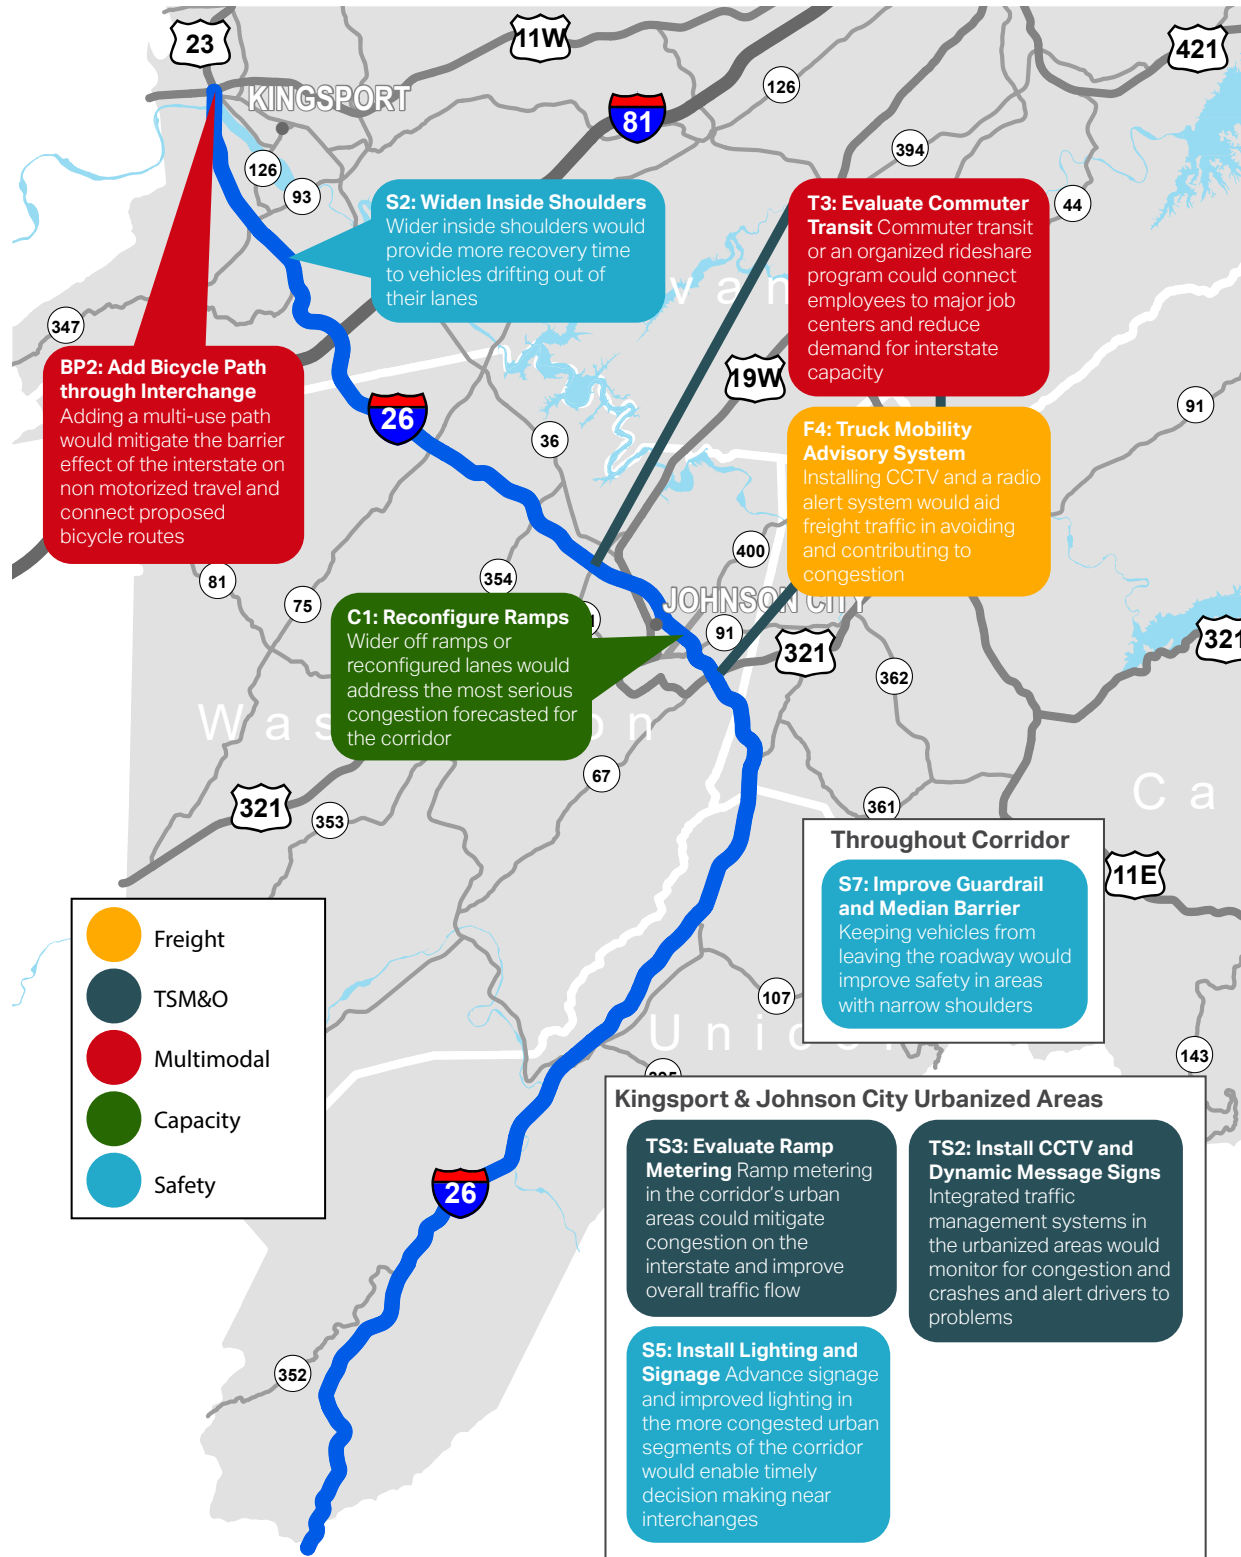 23
11W
421
KINGSPORT
126
81
394
126
93
44
S2: Widen Inside Shoulders
Wider inside shoulders would
provide more recovery time
to vehicles drifting out of
their lanes
T3: Evaluate Commuter
Transit Commuter transit
or an organized rideshare
program could connect
employees to major job
centers and reduce
demand for interstate
capacity
van
347
19W
BP2: Add Bicycle Path
through Interchange
Adding a multi-use path
would mitigate the barrier
effect of the interstate on
non motorized travel and
connect proposed
bicycle routes
26
36
91
F4: Truck Mobility
Advisory System
Installing CCTV and a radio
alert system would aid
freight traffic in avoiding
and contributing to
congestion
400
81
75
354
JOHNSON CITY
91
321
321
362
C1: Reconfigure Ramps
Wider off ramps or
reconfigured lanes would
address the most serious
congestion forecasted for
the corridor
Was
on
67
Ca
321
353
361
Throughout Corridor
S7: Improve Guardrail
and Median Barrier
Keeping vehicles from
leaving the roadway would
improve safety in areas
with narrow shoulders
11E
Freight
TSM&O
Multimodal
Capacity
Safety
107
Unico
143
Kingsport & Johnson City Urbanized Areas
TS3: Evaluate Ramp
Metering Ramp metering
in the corridor's urban
areas could mitigate
congestion on the
interstate and improve
overall traffic flow
TS2: Install CCTV and
Dynamic Message Signs
Integrated traffic
management systems in
the urbanized areas would
monitor for congestion and
crashes and alert drivers to
problems
26
S5: Install Lighting and
Signage Advance signage
and improved lighting in
the more congested urban
segments of the corridor
would enable timely
decision making near
interchanges
352